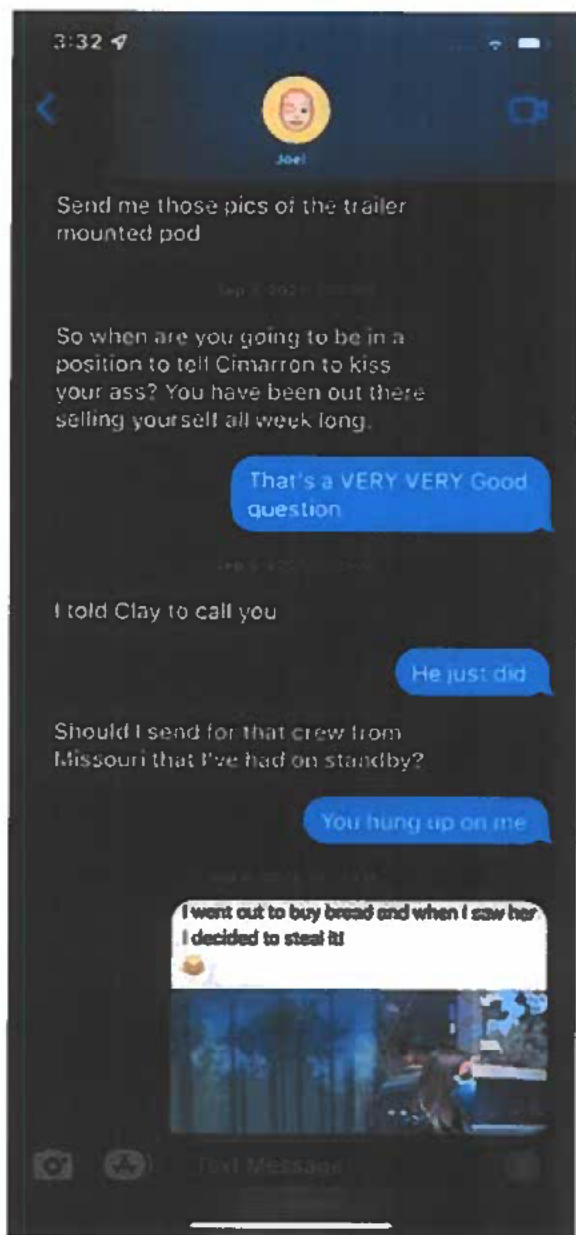 3:32
Joel
Send me those pics of the trailer
mounted pod
So when are you going to be in a
position to tell Cimarron to kiss
your ass? You have been out there
selling yourself all week long.
That's a VERY VERY Good
question
I told Clay to call you
He just did
Should I send for that crew from
Missouri that I've had on standby?
You hung up on me
I went out to buy bread and when I saw her
I decided to steal it!
Text Message